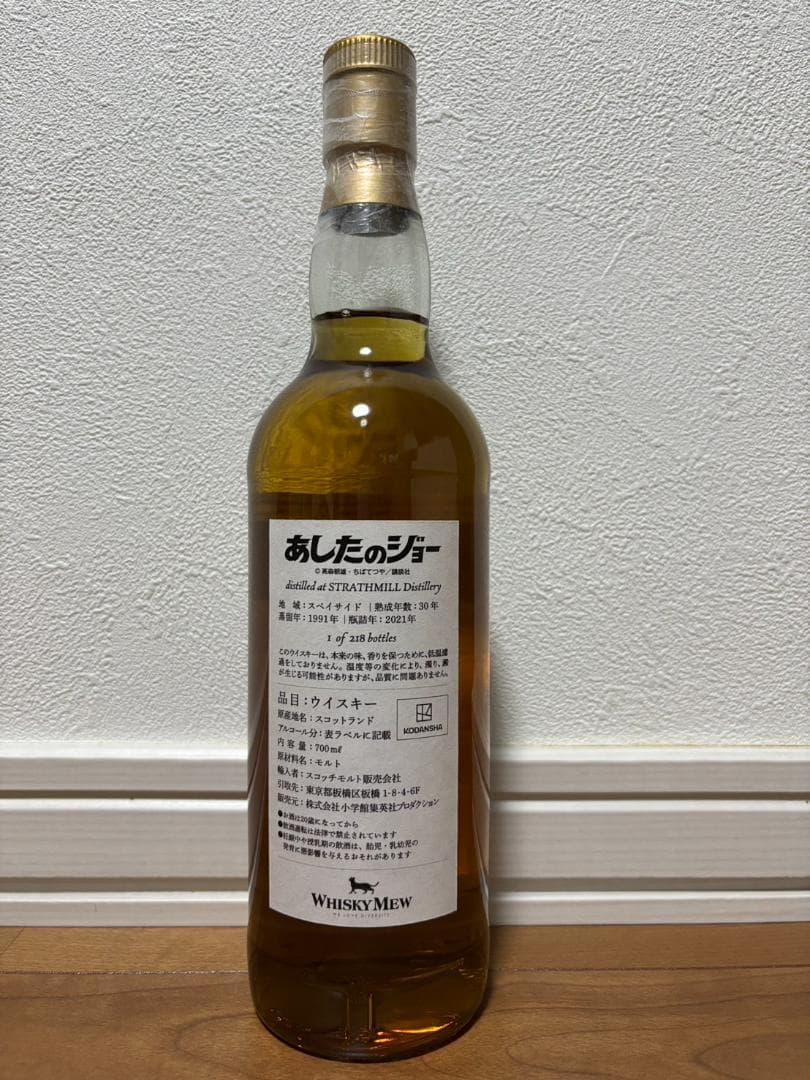 あしたのジョー
© 高森朝雄・ちばてつや／講談社
distilled at STRATHMILL Distillery
地 域：スペイサイド ｜熟成年数：30年
蒸留年：1991年｜瓶詰年：2021年
1 of 218 bottles
このウイスキーは、本来の味、香りを保つために、低温濾
過をしておりません。温度等の変化により、濁り、澱
が生じる可能性がありますが、品質に問題ありません。
品目：ウイスキー
原産地名：スコットランド
アルコール分：表ラベルに記載
内 容 量：700mℓ
原材料名：モルト
輸入者：スコッチモルト販売会社
引取先：東京都板橋区板橋 1-8-4-6F
販売元：株式会社小学館集英社プロダクション
KODANSHA
●お酒は20歳になってから
●飲酒運転は法律で禁止されています
●妊娠中や授乳期の飲酒は、胎児・乳幼児の
発育に悪影響を与えるおそれがあります
WHISKY MEW
WE LOVE DIVERSITY